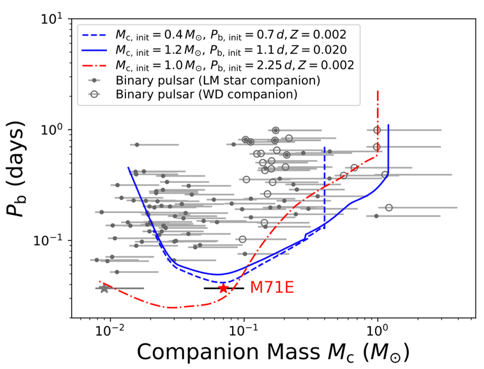 M_c, init = 0.4 M_⊙, P_b, init = 0.7 d, Z = 0.002
M_c, init = 1.2 M_⊙, P_b, init = 1.1 d, Z = 0.020
M_c, init = 1.0 M_⊙, P_b, init = 2.25 d, Z = 0.002
Binary pulsar (LM star companion)
Binary pulsar (WD companion)
10¹
10⁰
10⁻¹
P_b (days)
M71E
10⁻² 10⁻¹ 10⁰
Companion Mass M_c (M_⊙)